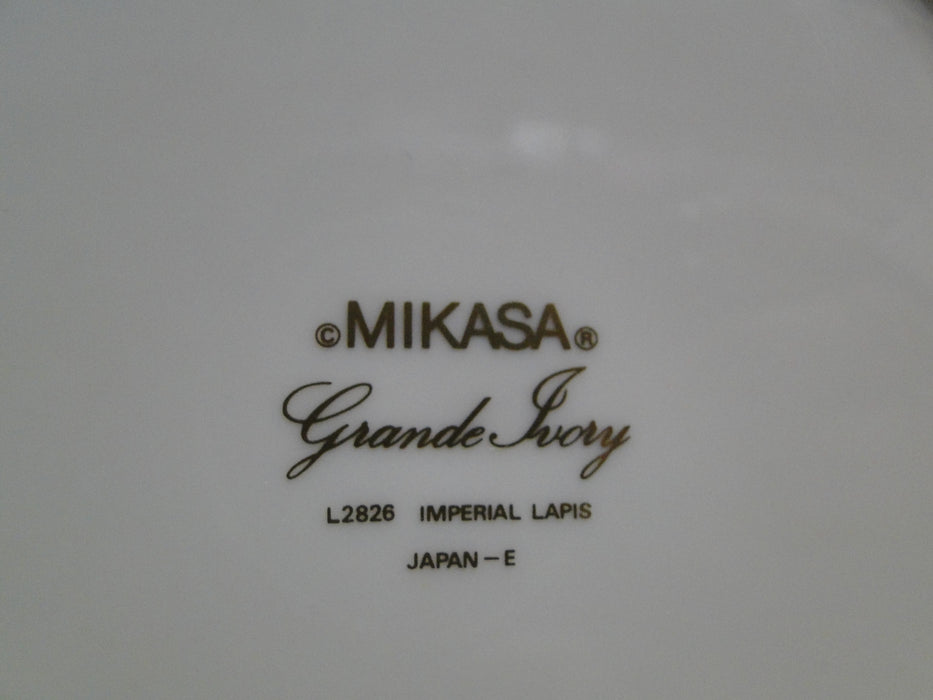 ©MIKASA®
Grande Ivory
L2826 IMPERIAL LAPIS
JAPAN–E